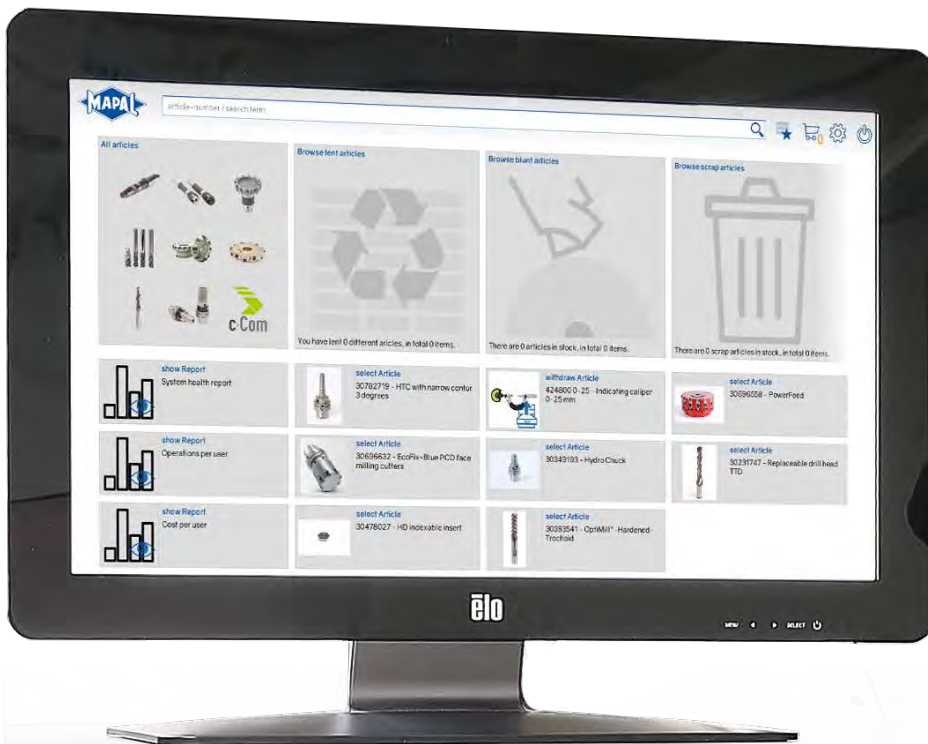 MAPAL
article-number / search term
0
All articles
Browse lent articles
Browse blunt articles
Browse scrap articles
c-Com
You have lent 0 different aricles, in total 0 items.
There are 0 articles in stock, in total 0 items.
There are 0 scrap articles in stock, in total 0 items.
show Report
System health report
select Article
30782719 - HTC with narrow contur
3 degrees
withdraw Article
424800 0-25 - Indicating caliper
0-25 mm
select Article
30696558 - PowerFeed
show Report
Operations per user
select Article
30696632 - EcoFix-Blue PCD face
milling cutters
select Article
30349193 - Hydro Chuck
select Article
30231747 - Replaceable drill head
TTD
show Report
Cost per user
select Article
30478027 - HD indexable insert
select Article
30393541 - OptiMill® -Hardened-
Trochoid
ēlo
MENU
SELECT